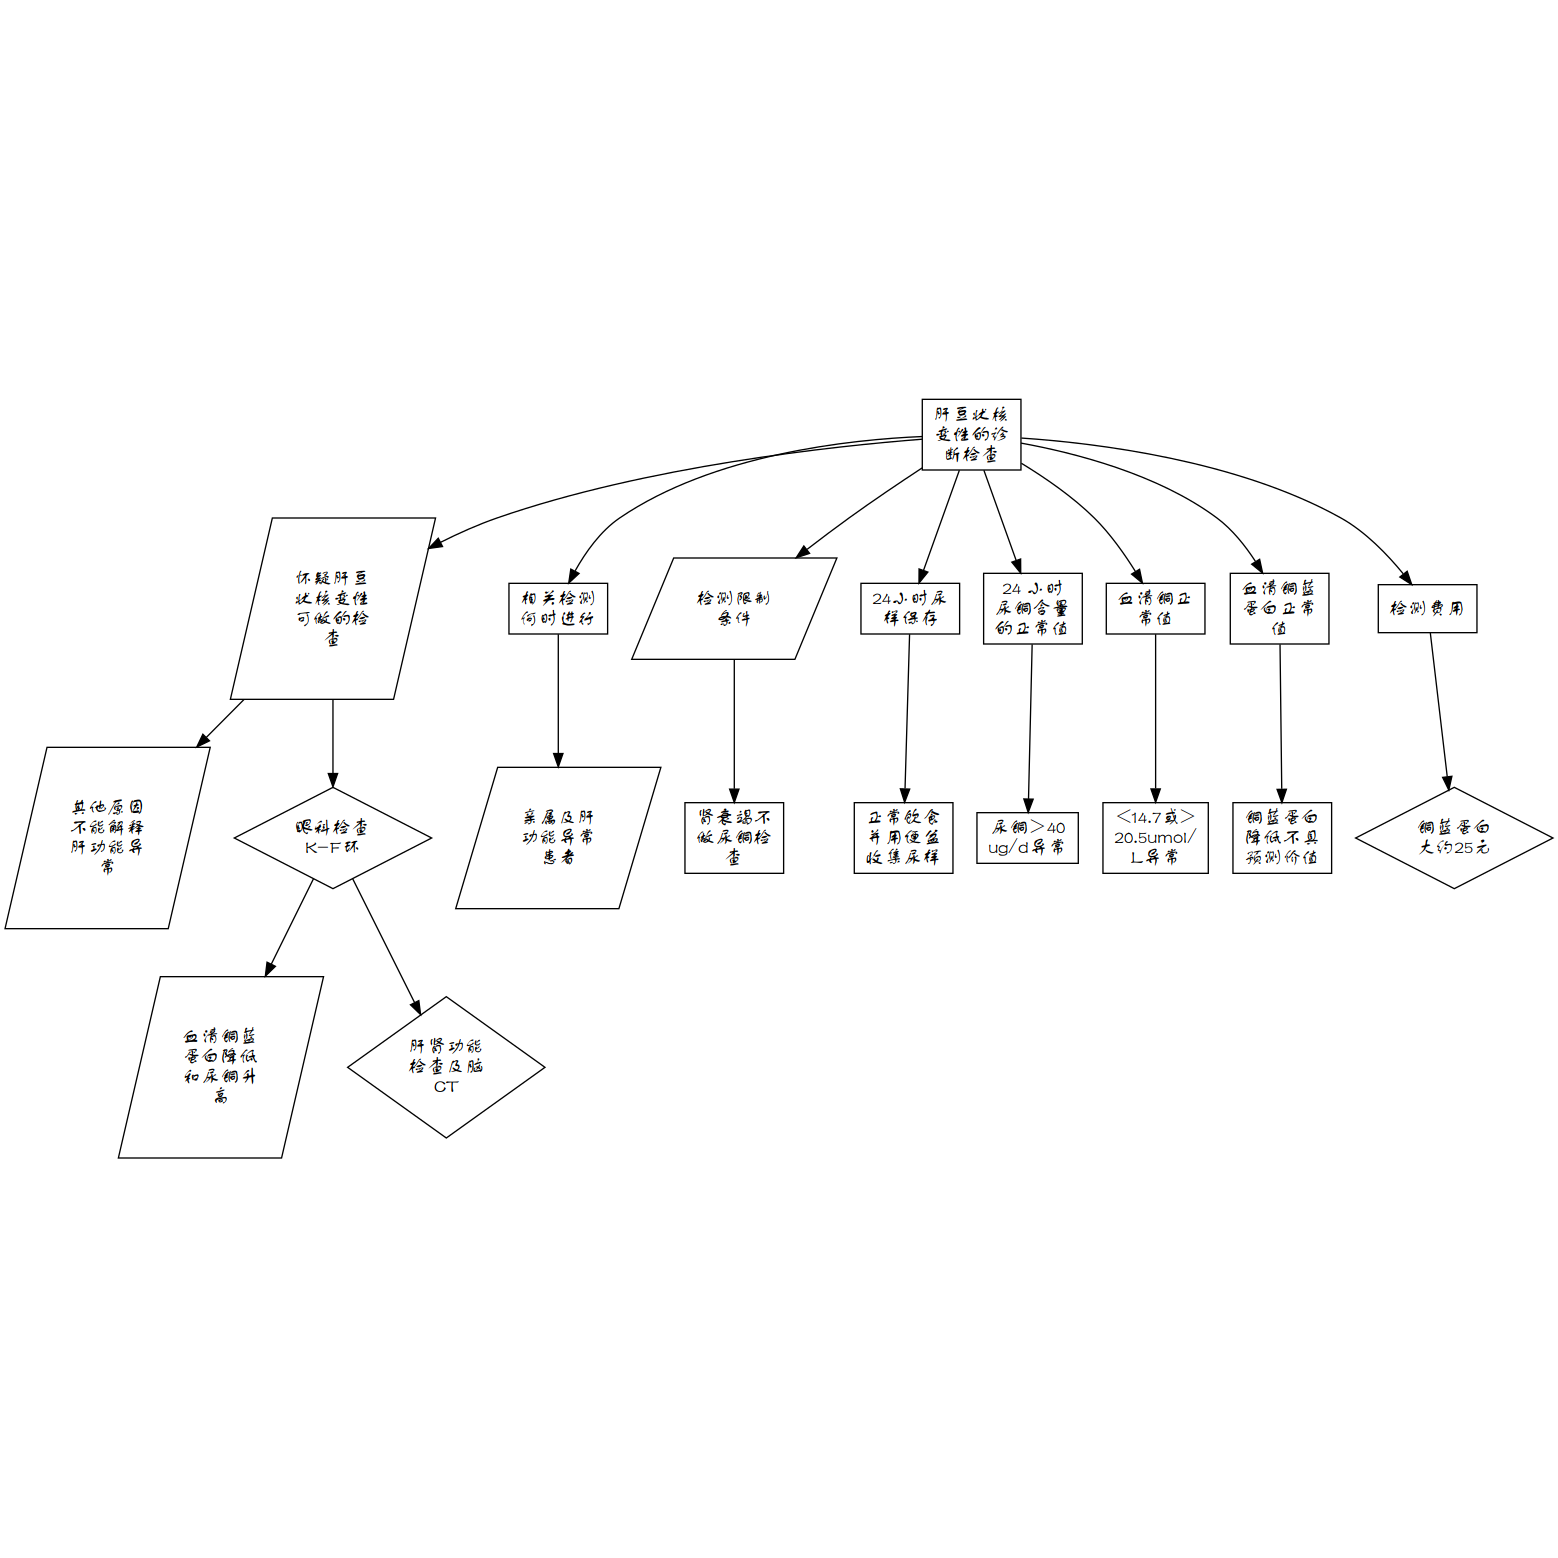 肝豆状核
变性的诊
断检查
怀疑肝豆
状核变性
可做的检
查
相关检测
何时进行
检测限制
条件
24小时尿
样保存
24 小时
尿铜含量
的正常值
血清铜正
常值
血清铜蓝
蛋白正常
值
检测费用
其他原因
不能解释
肝功能异
常
眼科检查
K-F环
亲属及肝
功能异常
患者
肾衰竭不
做尿铜检
查
正常饮食
并用便盆
收集尿样
尿铜>40
ug/d异常
<14.7或>
20.5umol/
L异常
铜蓝蛋白
降低不具
预测价值
铜蓝蛋白
大约25元
血清铜蓝
蛋白降低
和尿铜升
高
肝肾功能
检查及脑
CT